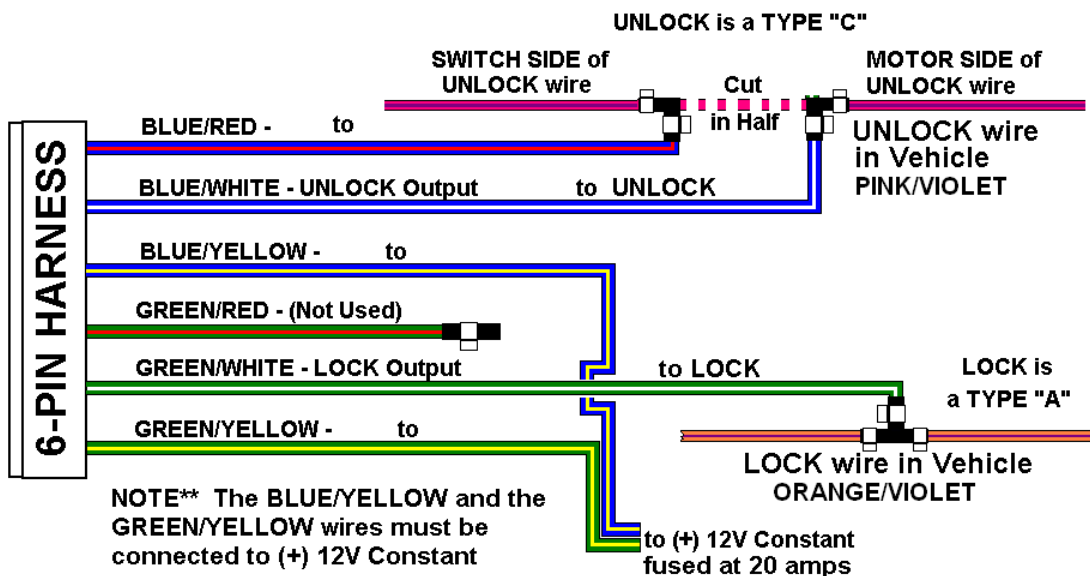 UNLOCK is a TYPE "C"
SWITCH SIDE of
UNLOCK wire
Cut
in Half
MOTOR SIDE of
UNLOCK wire
UNLOCK wire
in Vehicle
PINK/VIOLET
6-PIN HARNESS
BLUE/RED - to
BLUE/WHITE - UNLOCK Output to UNLOCK
BLUE/YELLOW - to
GREEN/RED - (Not Used)
GREEN/WHITE - LOCK Output to LOCK
LOCK is
a TYPE "A"
GREEN/YELLOW - to
LOCK wire in Vehicle
ORANGE/VIOLET
NOTE** The BLUE/YELLOW and the
GREEN/YELLOW wires must be
connected to (+) 12V Constant
to (+) 12V Constant
fused at 20 amps